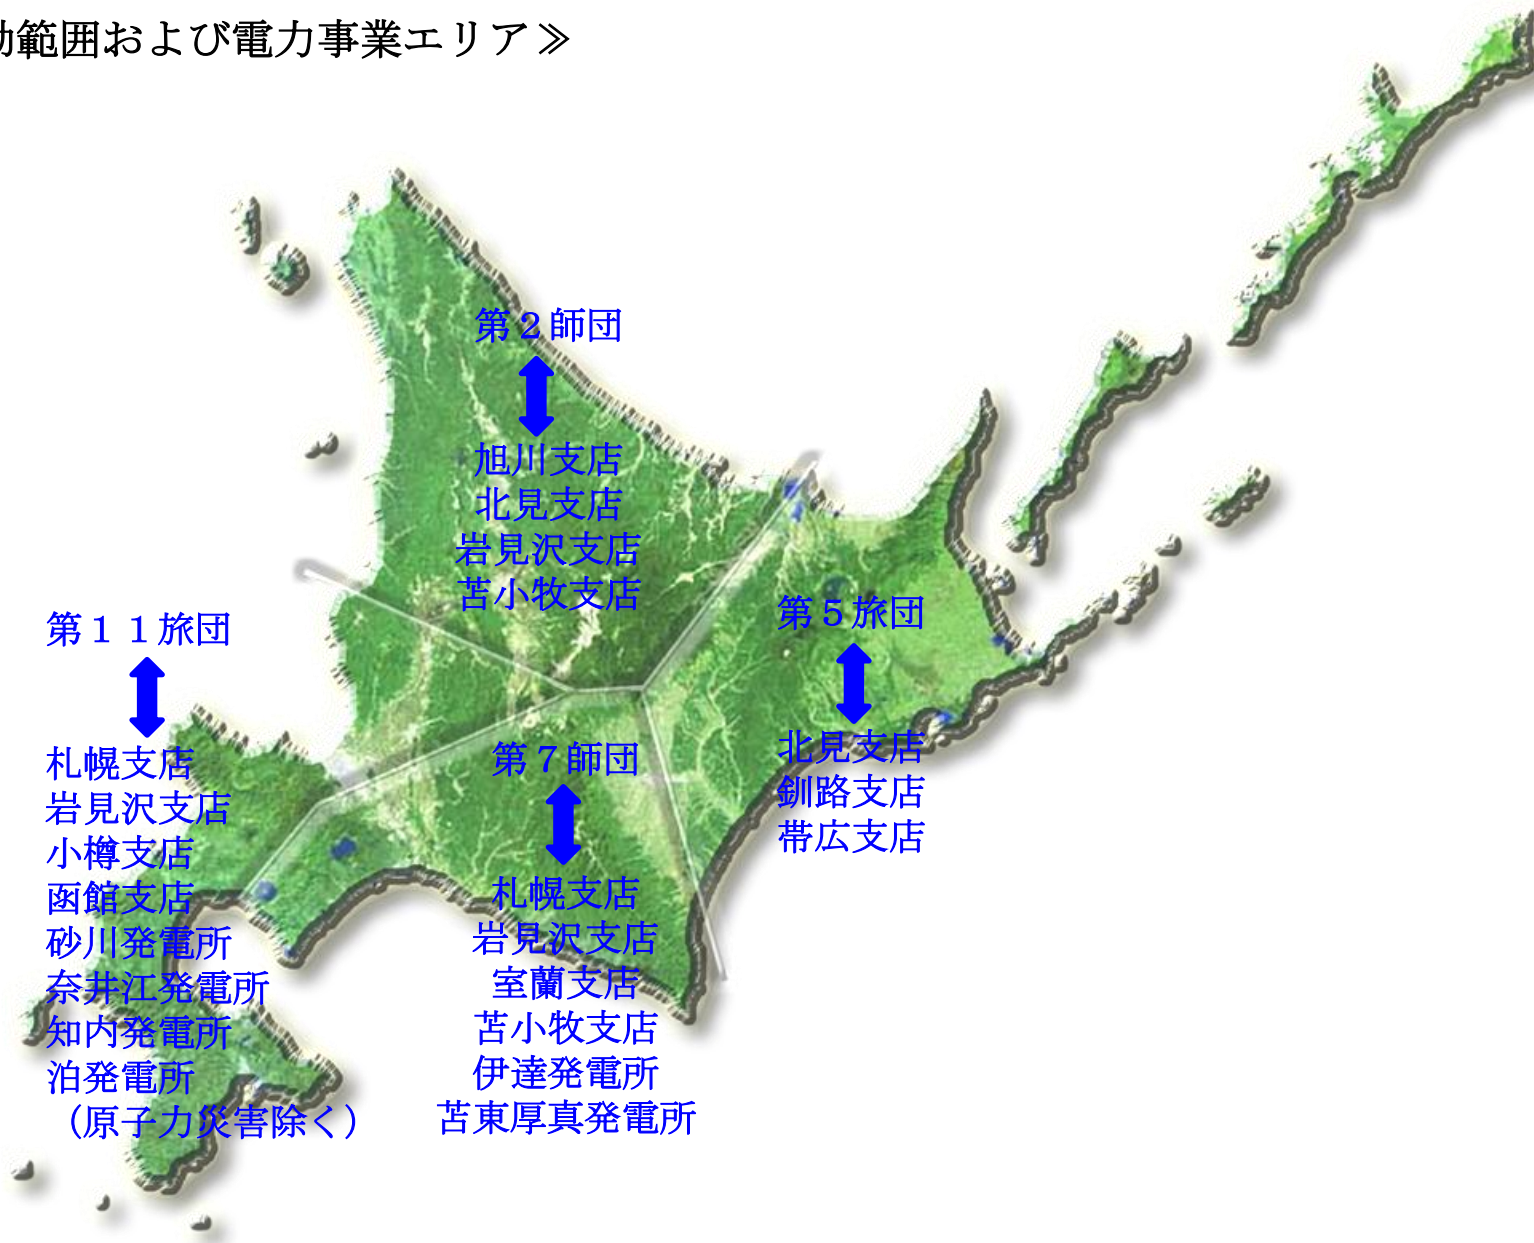 動範囲および電力事業エリア≫
第２師団
旭川支店
北見支店
岩見沢支店
苫小牧支店
第１１旅団
札幌支店
岩見沢支店
小樽支店
函館支店
砂川発電所
奈井江発電所
知内発電所
泊発電所
（原子力災害除く）
第７師団
札幌支店
岩見沢支店
室蘭支店
苫小牧支店
伊達発電所
苫東厚真発電所
第５旅団
北見支店
釧路支店
帯広支店